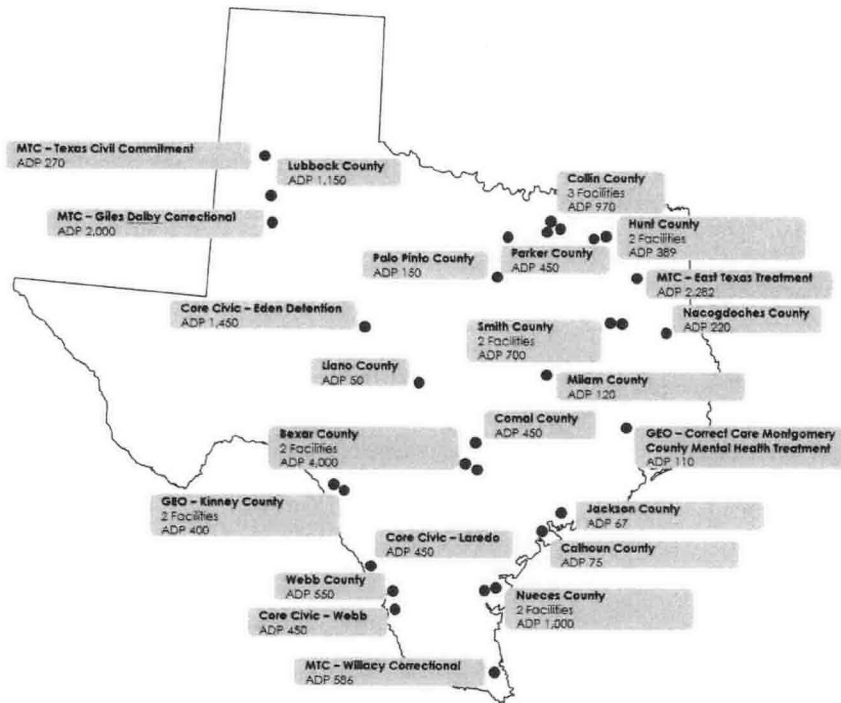 MTC – Texas Civil Commitment
ADP 270
Lubbock County
ADP 1,150
MTC – Giles Dalby Correctional
ADP 2,000
Collin County
3 Facilities
ADP 970
Hunt County
2 Facilities
ADP 389
Palo Pinto County
ADP 150
Parker County
ADP 450
MTC – East Texas Treatment
ADP 2,282
Core Civic – Eden Detention
ADP 1,450
Smith County
2 Facilities
ADP 700
Nacogdoches County
ADP 220
Llano County
ADP 50
Milam County
ADP 120
Comal County
ADP 450
Bexar County
2 Facilities
ADP 4,000
GEO – Correct Care Montgomery
County Mental Health Treatment
ADP 110
GEO – Kinney County
2 Facilities
ADP 400
Jackson County
ADP 67
Core Civic – Laredo
ADP 450
Calhoun County
ADP 75
Webb County
ADP 550
Nueces County
2 Facilities
ADP 1,000
Core Civic – Webb
ADP 450
MTC – Willacy Correctional
ADP 586